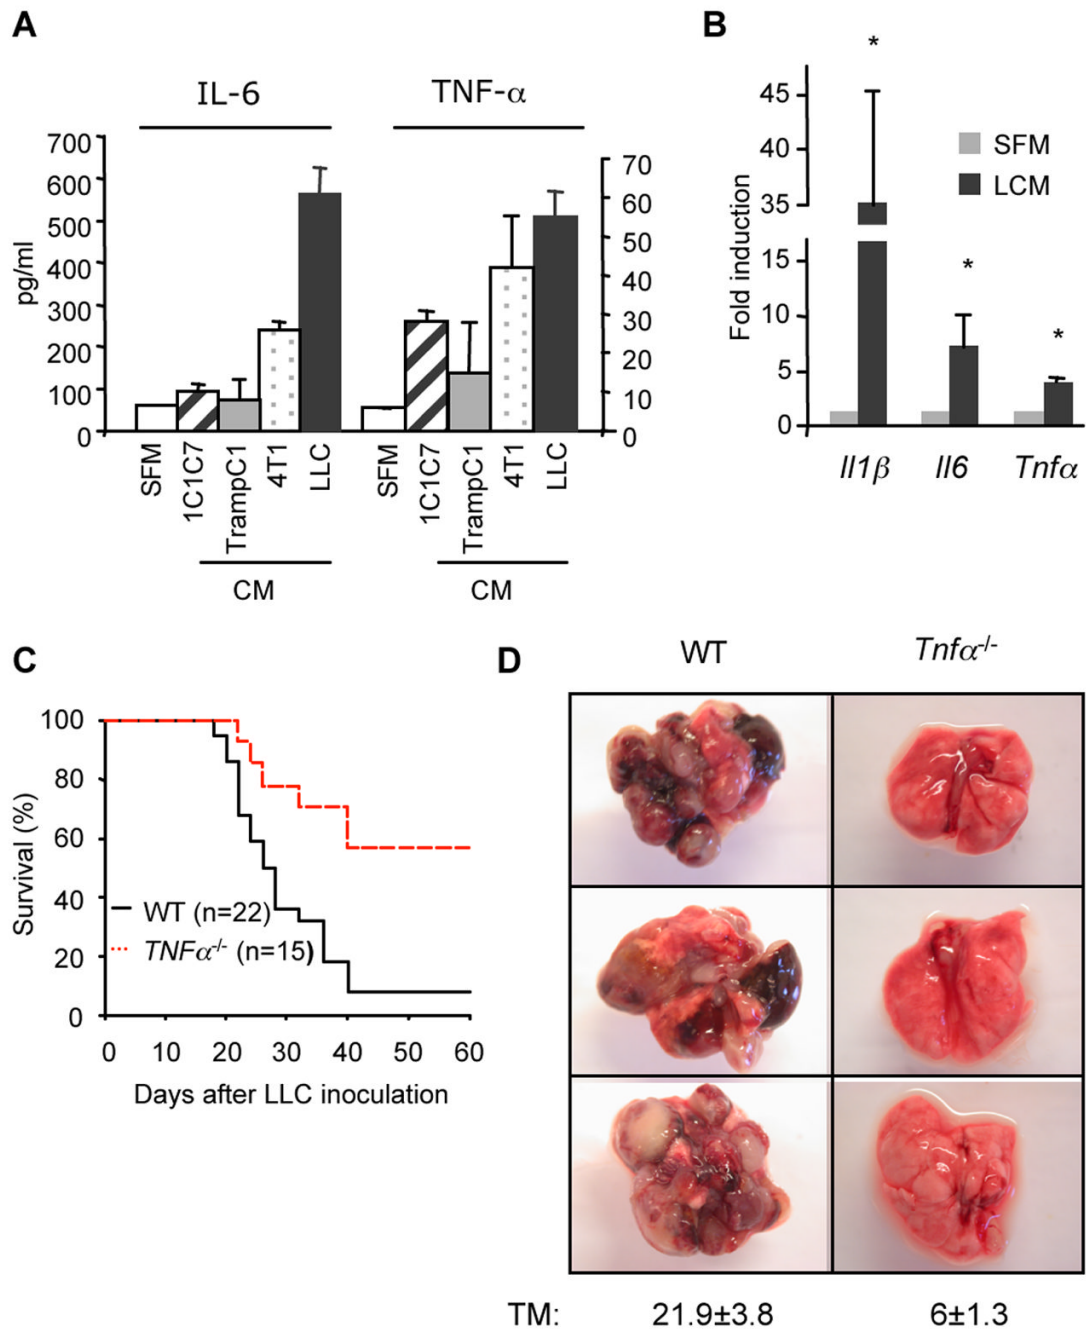 A
IL-6 TNF-α
700
600
500
400
300
200
100
0
pg/ml
70
60
50
40
30
20
10
0
SFM
1C1C7
TrampC1
4T1
LLC
CM
SFM
1C1C7
TrampC1
4T1
LLC
CM
B
*
*
*
45
40
35
15
10
5
0
Fold induction
SFM
LCM
Il1β Il6 Tnfα
C
100
80
60
40
20
0
Survival (%)
WT (n=22)
TNFα-/- (n=15)
0 10 20 30 40 50 60
Days after LLC inoculation
D
WT Tnfα-/-
TM: 21.9±3.8 6±1.3